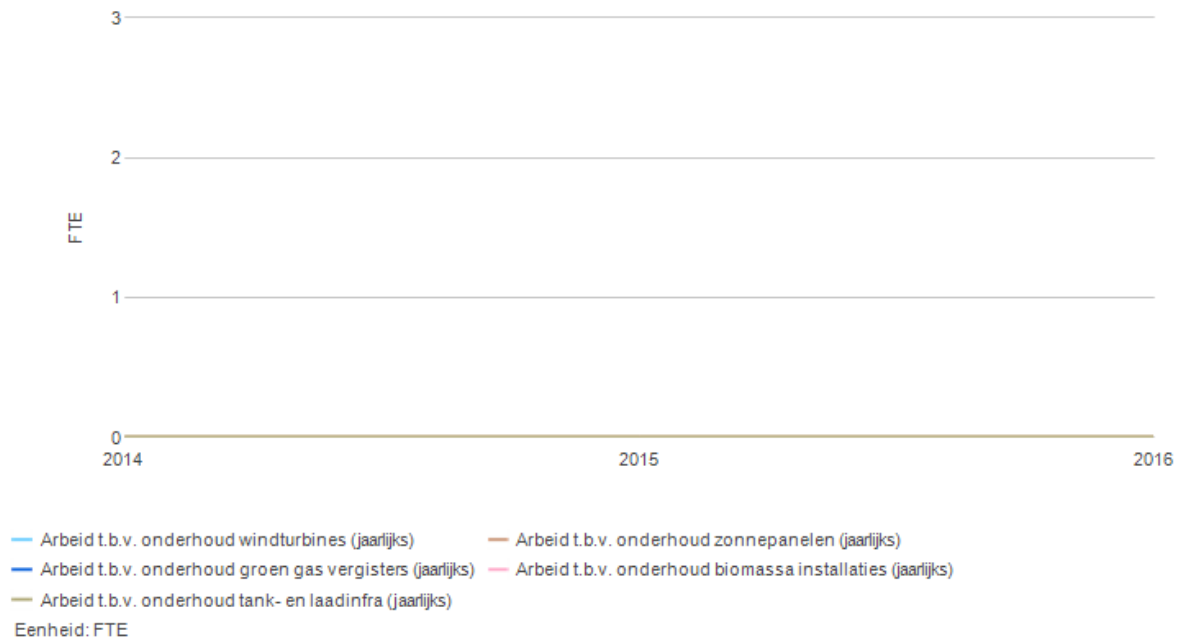 3
2
FTE
1
0
2014 2015 2016
Arbeid t.b.v. onderhoud windturbines (jaarlijks) Arbeid t.b.v. onderhoud zonnepanelen (jaarlijks)
Arbeid t.b.v. onderhoud groen gas vergisters (jaarlijks) Arbeid t.b.v. onderhoud biomassa installaties (jaarlijks)
Arbeid t.b.v. onderhoud tank- en laadinfra (jaarlijks)
Eenheid: FTE